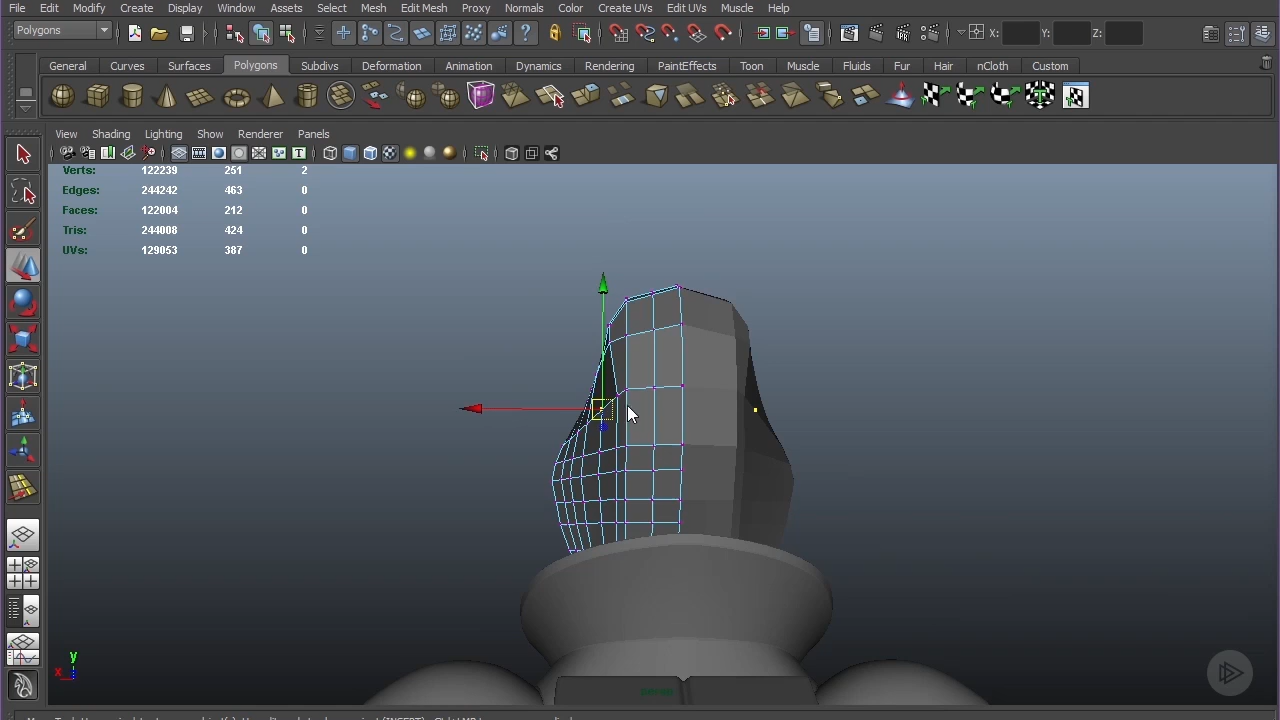 File Edit Modify Create Display Window Assets Select Mesh Edit Mesh Proxy Normals Color Create UVs Edit UVs Muscle Help
Polygons X: Y: Z:
General Curves Surfaces Polygons Subdivs Deformation Animation Dynamics Rendering PaintEffects Toon Muscle Fluids Fur Hair nCloth Custom
View Shading Lighting Show Renderer Panels
Verts: 122239 251 2
Edges: 244242 463 0
Faces: 122004 212 0
Tris: 244008 424 0
UVs: 129053 387 0
y
x
persp